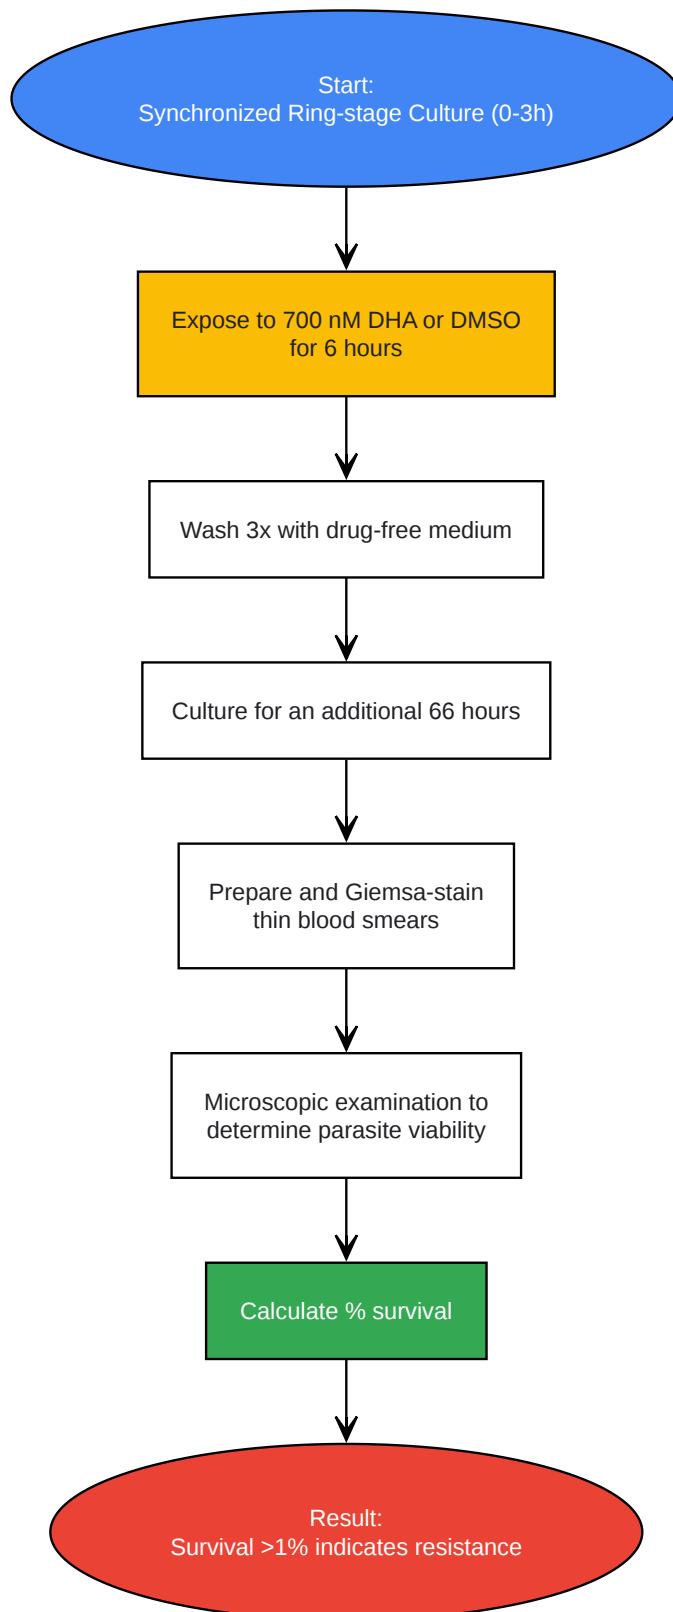 Start:
Synchronized Ring-stage Culture (0-3h)
Expose to 700 nM DHA or DMSO
for 6 hours
Wash 3x with drug-free medium
Culture for an additional 66 hours
Prepare and Giemsa-stain
thin blood smears
Microscopic examination to
determine parasite viability
Calculate % survival
Result:
Survival >1% indicates resistance